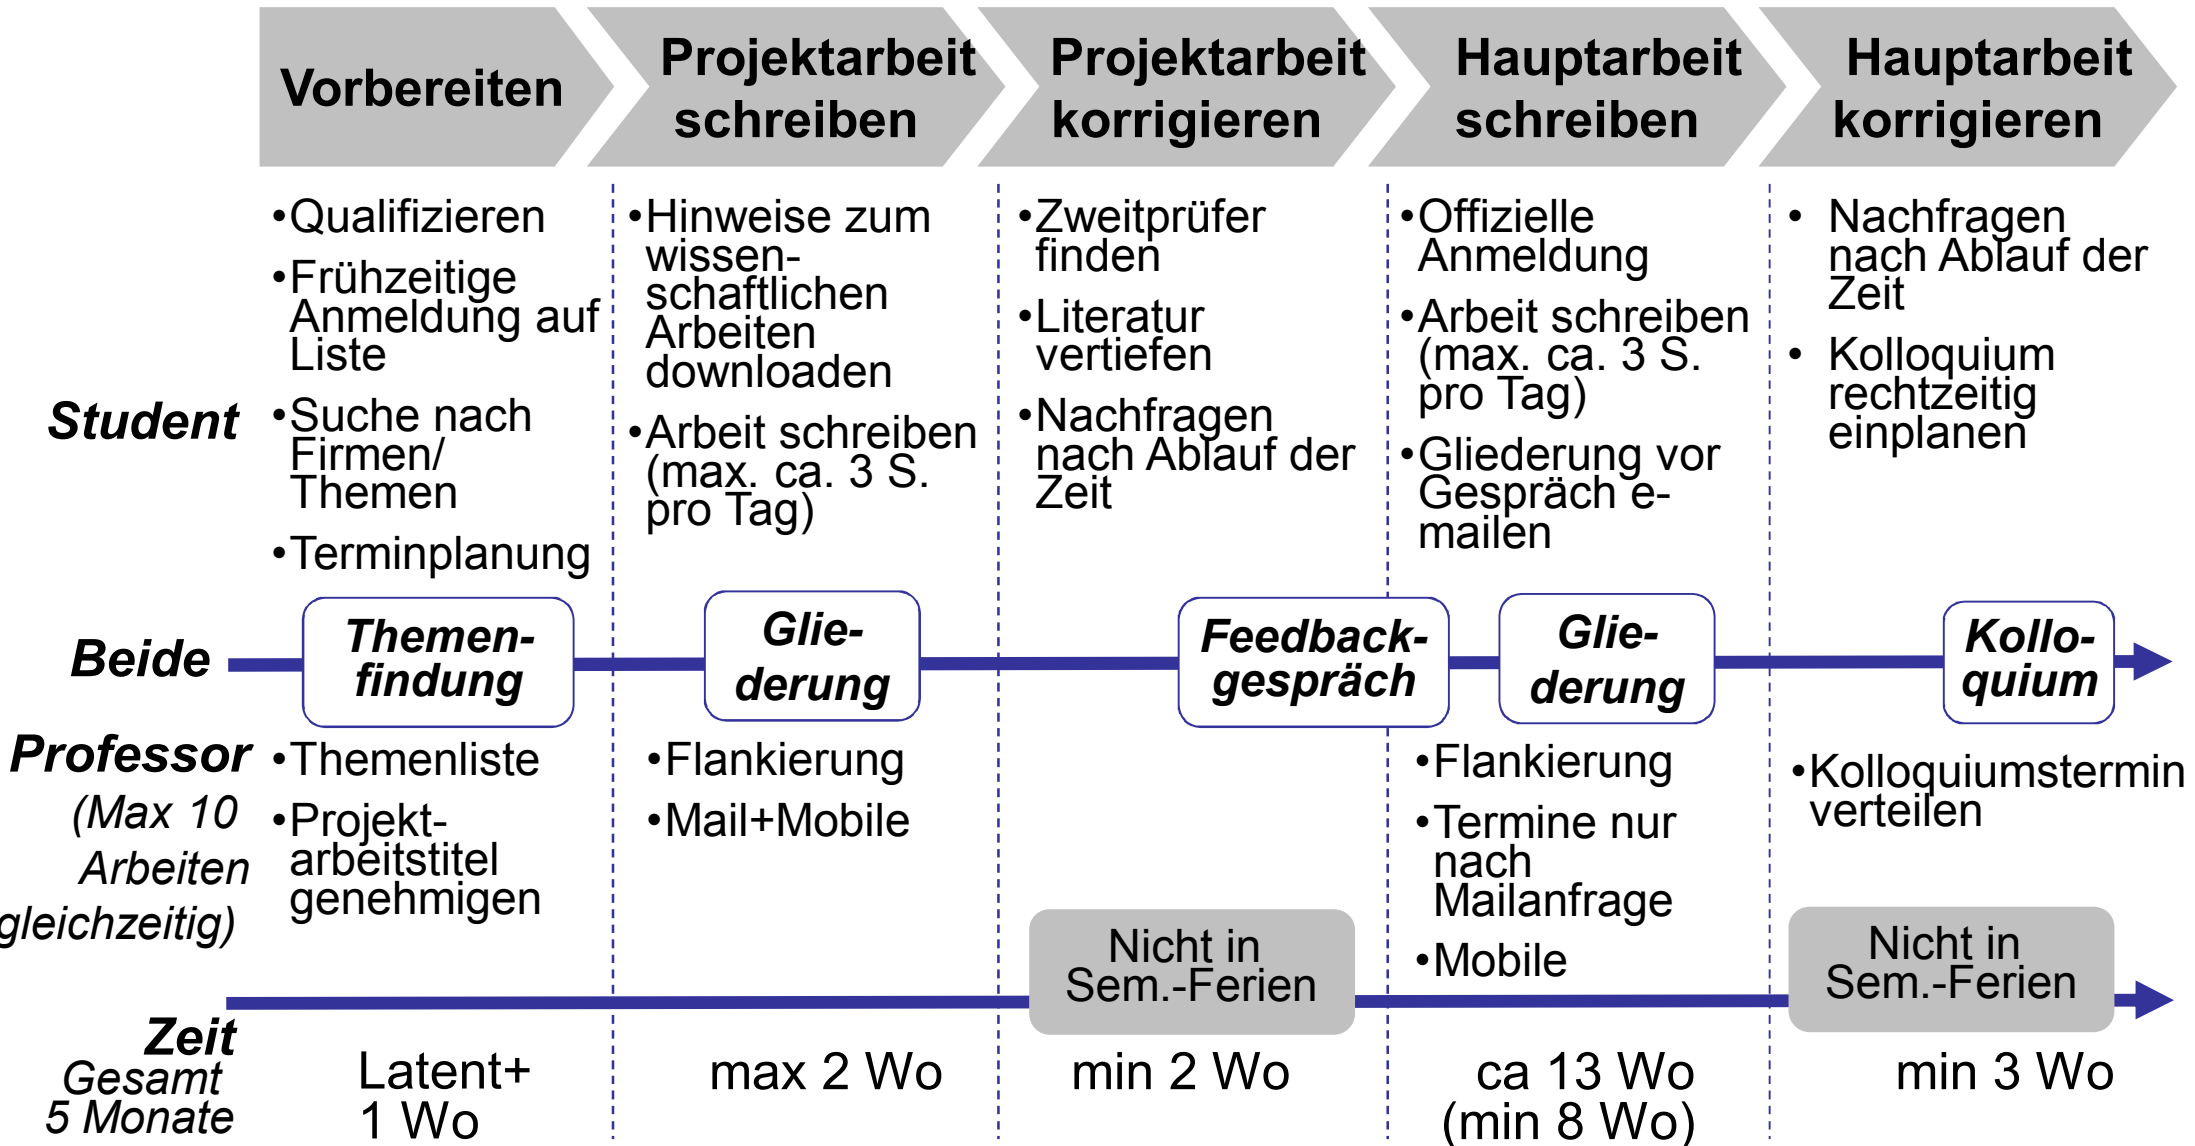 Vorbereiten
Projektarbeit
schreiben
Projektarbeit
korrigieren
Hauptarbeit
schreiben
Hauptarbeit
korrigieren
Student
•Qualifizieren
•Frühzeitige
Anmeldung auf
Liste
•Suche nach
Firmen/
Themen
•Terminplanung
•Hinweise zum
wissen-
schaftlichen
Arbeiten
downloaden
•Arbeit schreiben
(max. ca. 3 S.
pro Tag)
•Zweitprüfer
finden
•Literatur
vertiefen
•Nachfragen
nach Ablauf der
Zeit
•Offizielle
Anmeldung
•Arbeit schreiben
(max. ca. 3 S.
pro Tag)
•Gliederung vor
Gespräch e-
mailen
• Nachfragen
nach Ablauf der
Zeit
• Kolloquium
rechtzeitig
einplanen
Beide
Themen-
findung
Glie-
derung
Feedback-
gespräch
Glie-
derung
Kollo-
quium
Professor
(Max 10
Arbeiten
gleichzeitig)
•Themenliste
•Projekt-
arbeitstitel
genehmigen
•Flankierung
•Mail+Mobile
•Flankierung
•Termine nur
nach
Mailanfrage
•Mobile
•Kolloquiumstermin
verteilen
Nicht in
Sem.-Ferien
Nicht in
Sem.-Ferien
Zeit
Gesamt
5 Monate
Latent+
1 Wo
max 2 Wo
min 2 Wo
ca 13 Wo
(min 8 Wo)
min 3 Wo